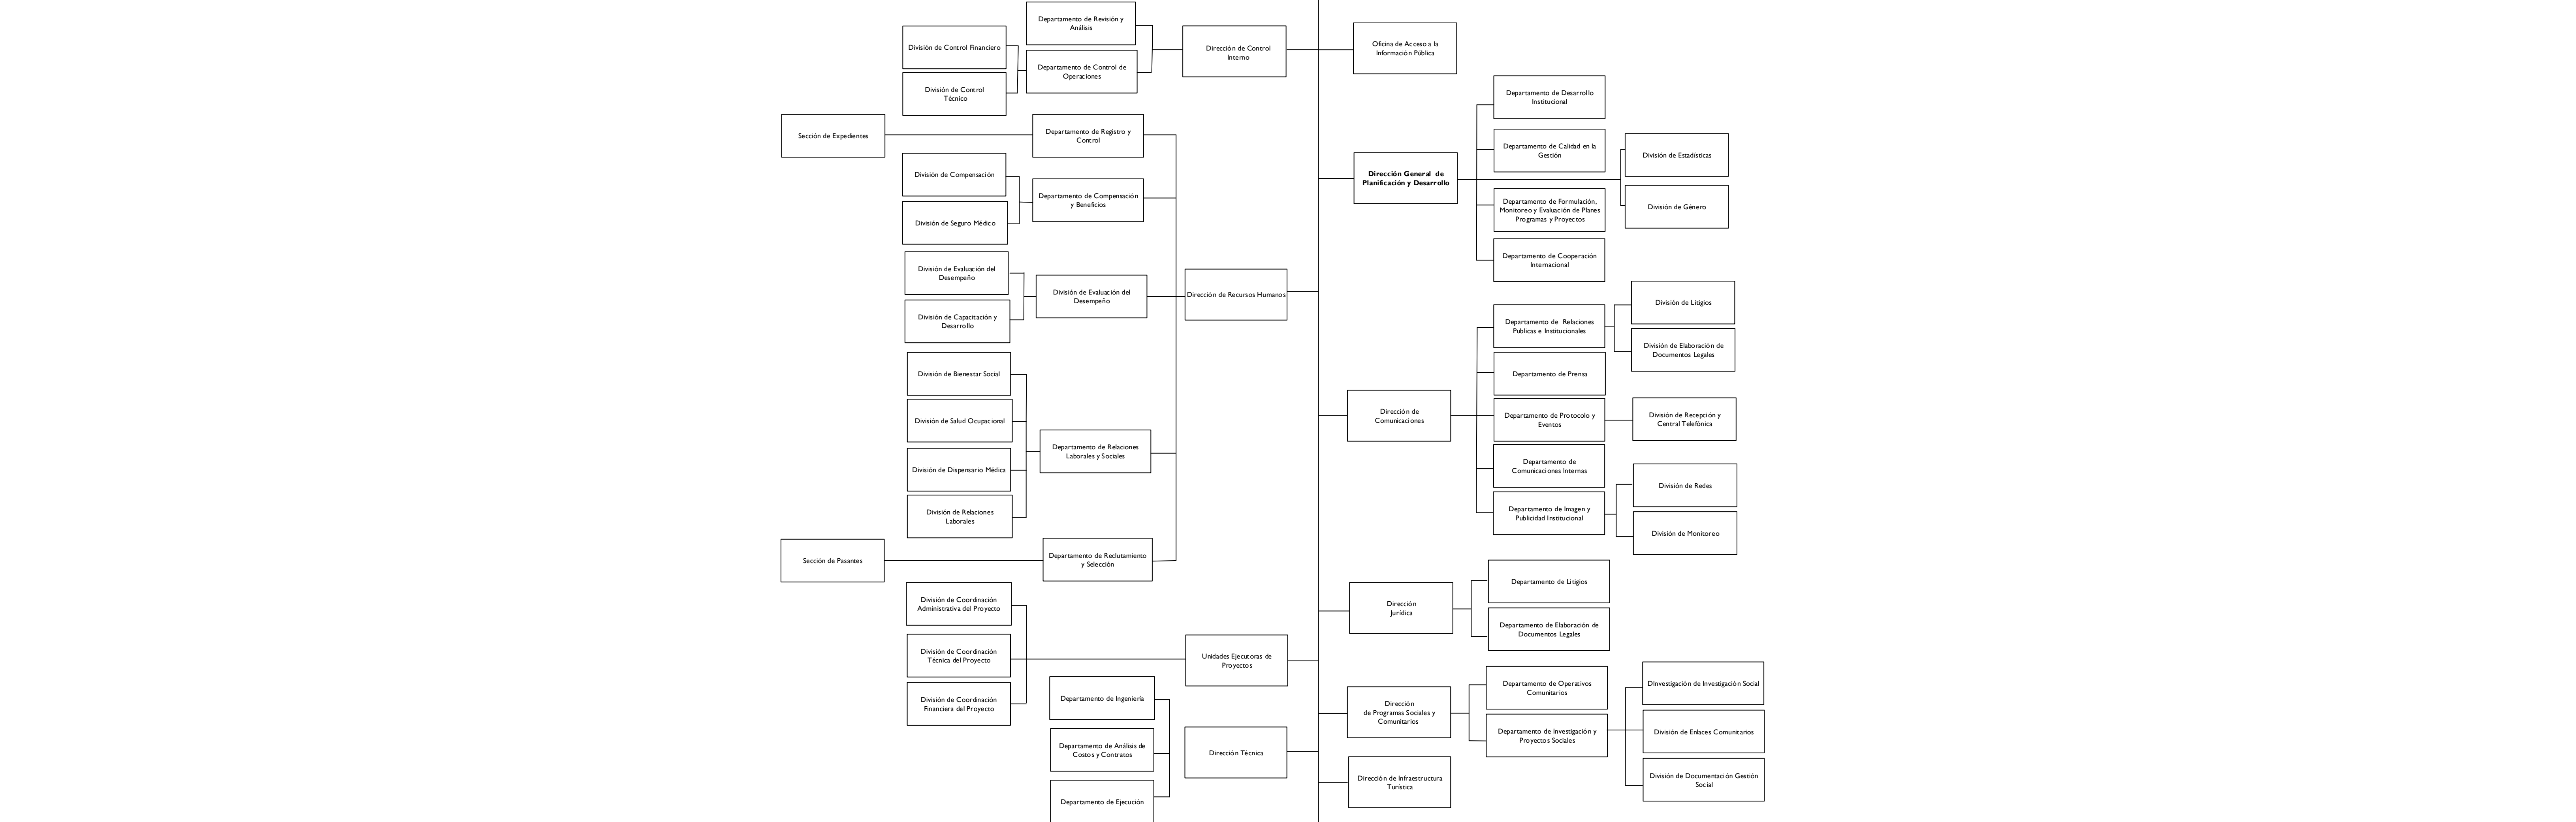 Departamento de Revisión y
Análisis
División de Control Financiero
Departamento de Control de
Operaciones
División de Control
Técnico
Dirección de Control
Interno
Sección de Expedientes
Departamento de Registro y
Control
División de Compensación
División de Seguro Médico
Departamento de Compensación
y Beneficios
División de Evaluación del
Desempeño
División de Capacitación y
Desarrollo
División de Evaluación del
Desempeño
Dirección de Recursos Humanos
División de Bienestar Social
División de Salud Ocupacional
División de Dispensario Médica
División de Relaciones
Laborales
Departamento de Relaciones
Laborales y Sociales
Sección de Pasantes
Departamento de Reclutamiento
y Selección
División de Coordinación
Administrativa del Proyecto
División de Coordinación
Técnica del Proyecto
División de Coordinación
Financiera del Proyecto
Unidades Ejecutoras de
Proyectos
Departamento de Ingeniería
Departamento de Análisis de
Costos y Contratos
Departamento de Ejecución
Dirección Técnica
Oficina de Acceso a la
Información Pública
Dirección General de
Planificación y Desarrollo
Departamento de Desarrollo
Institucional
Departamento de Calidad en la
Gestión
Departamento de Formulación,
Monitoreo y Evaluación de Planes
Programas y Proyectos
Departamento de Cooperación
Internacional
División de Estadísticas
División de Género
Dirección de
Comunicaciones
Departamento de Relaciones
Publicas e Institucionales
División de Litigios
División de Elaboración de
Documentos Legales
Departamento de Prensa
Departamento de Protocolo y
Eventos
División de Recepción y
Central Telefónica
Departamento de
Comunicaciones Internas
Departamento de Imagen y
Publicidad Institucional
División de Redes
División de Monitoreo
Dirección
Jurídica
Departamento de Litigios
Departamento de Elaboración de
Documentos Legales
Dirección
de Programas Sociales y
Comunitarios
Departamento de Operativos
Comunitarios
Departamento de Investigación y
Proyectos Sociales
DInvestigación de Investigación Social
División de Enlaces Comunitarios
División de Documentación Gestión
Social
Dirección de Infraestructura
Turística